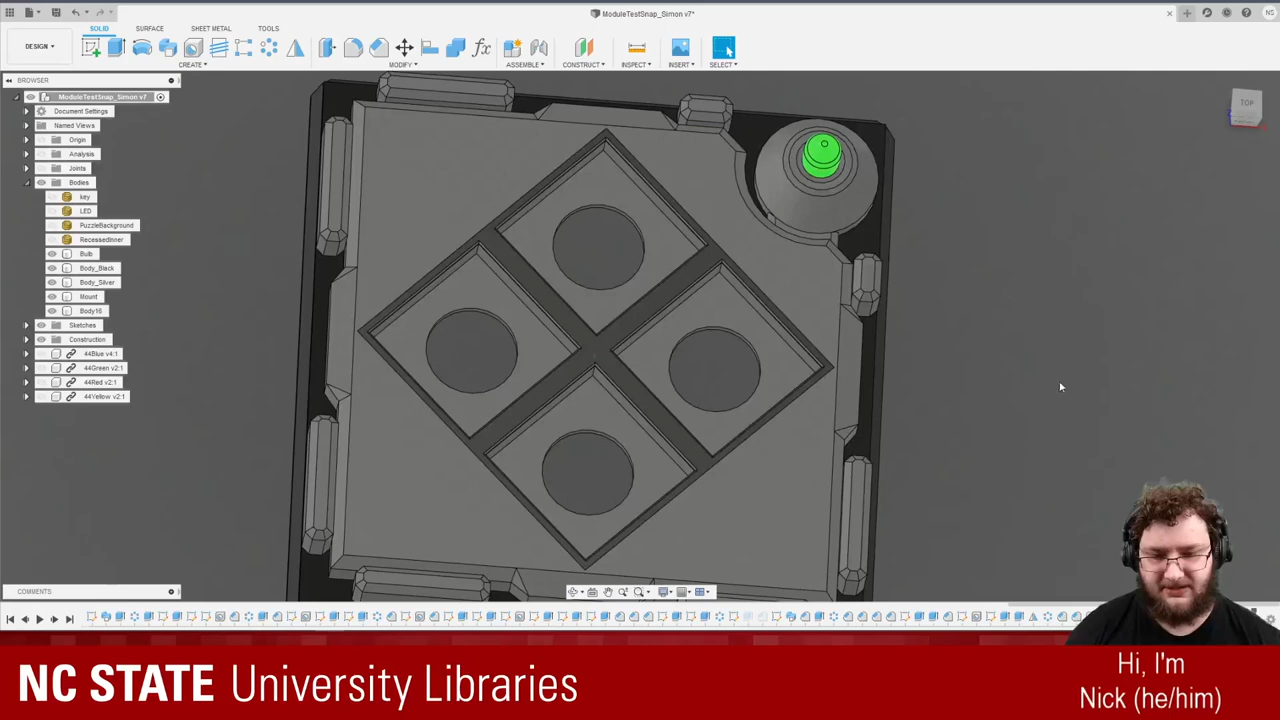 ModuleTestSnap_Simon v7*
NS
DESIGN
SOLID
SURFACE
SHEET METAL
TOOLS
CREATE
MODIFY
ASSEMBLE
CONSTRUCT
INSPECT
INSERT
SELECT
fx
BROWSER
ModuleTestSnap_Simon v7
Document Settings
Named Views
Origin
Analysis
Joints
Bodies
key
LED
PuzzleBackground
RecessedInner
Bulb
Body_Black
Body_Silver
Mount
Body16
Sketches
Construction
44Blue v4:1
44Green v2:1
44Red v2:1
44Yellow v2:1
TOP
COMMENTS
NC STATE University Libraries
Hi, I'm
Nick (he/him)